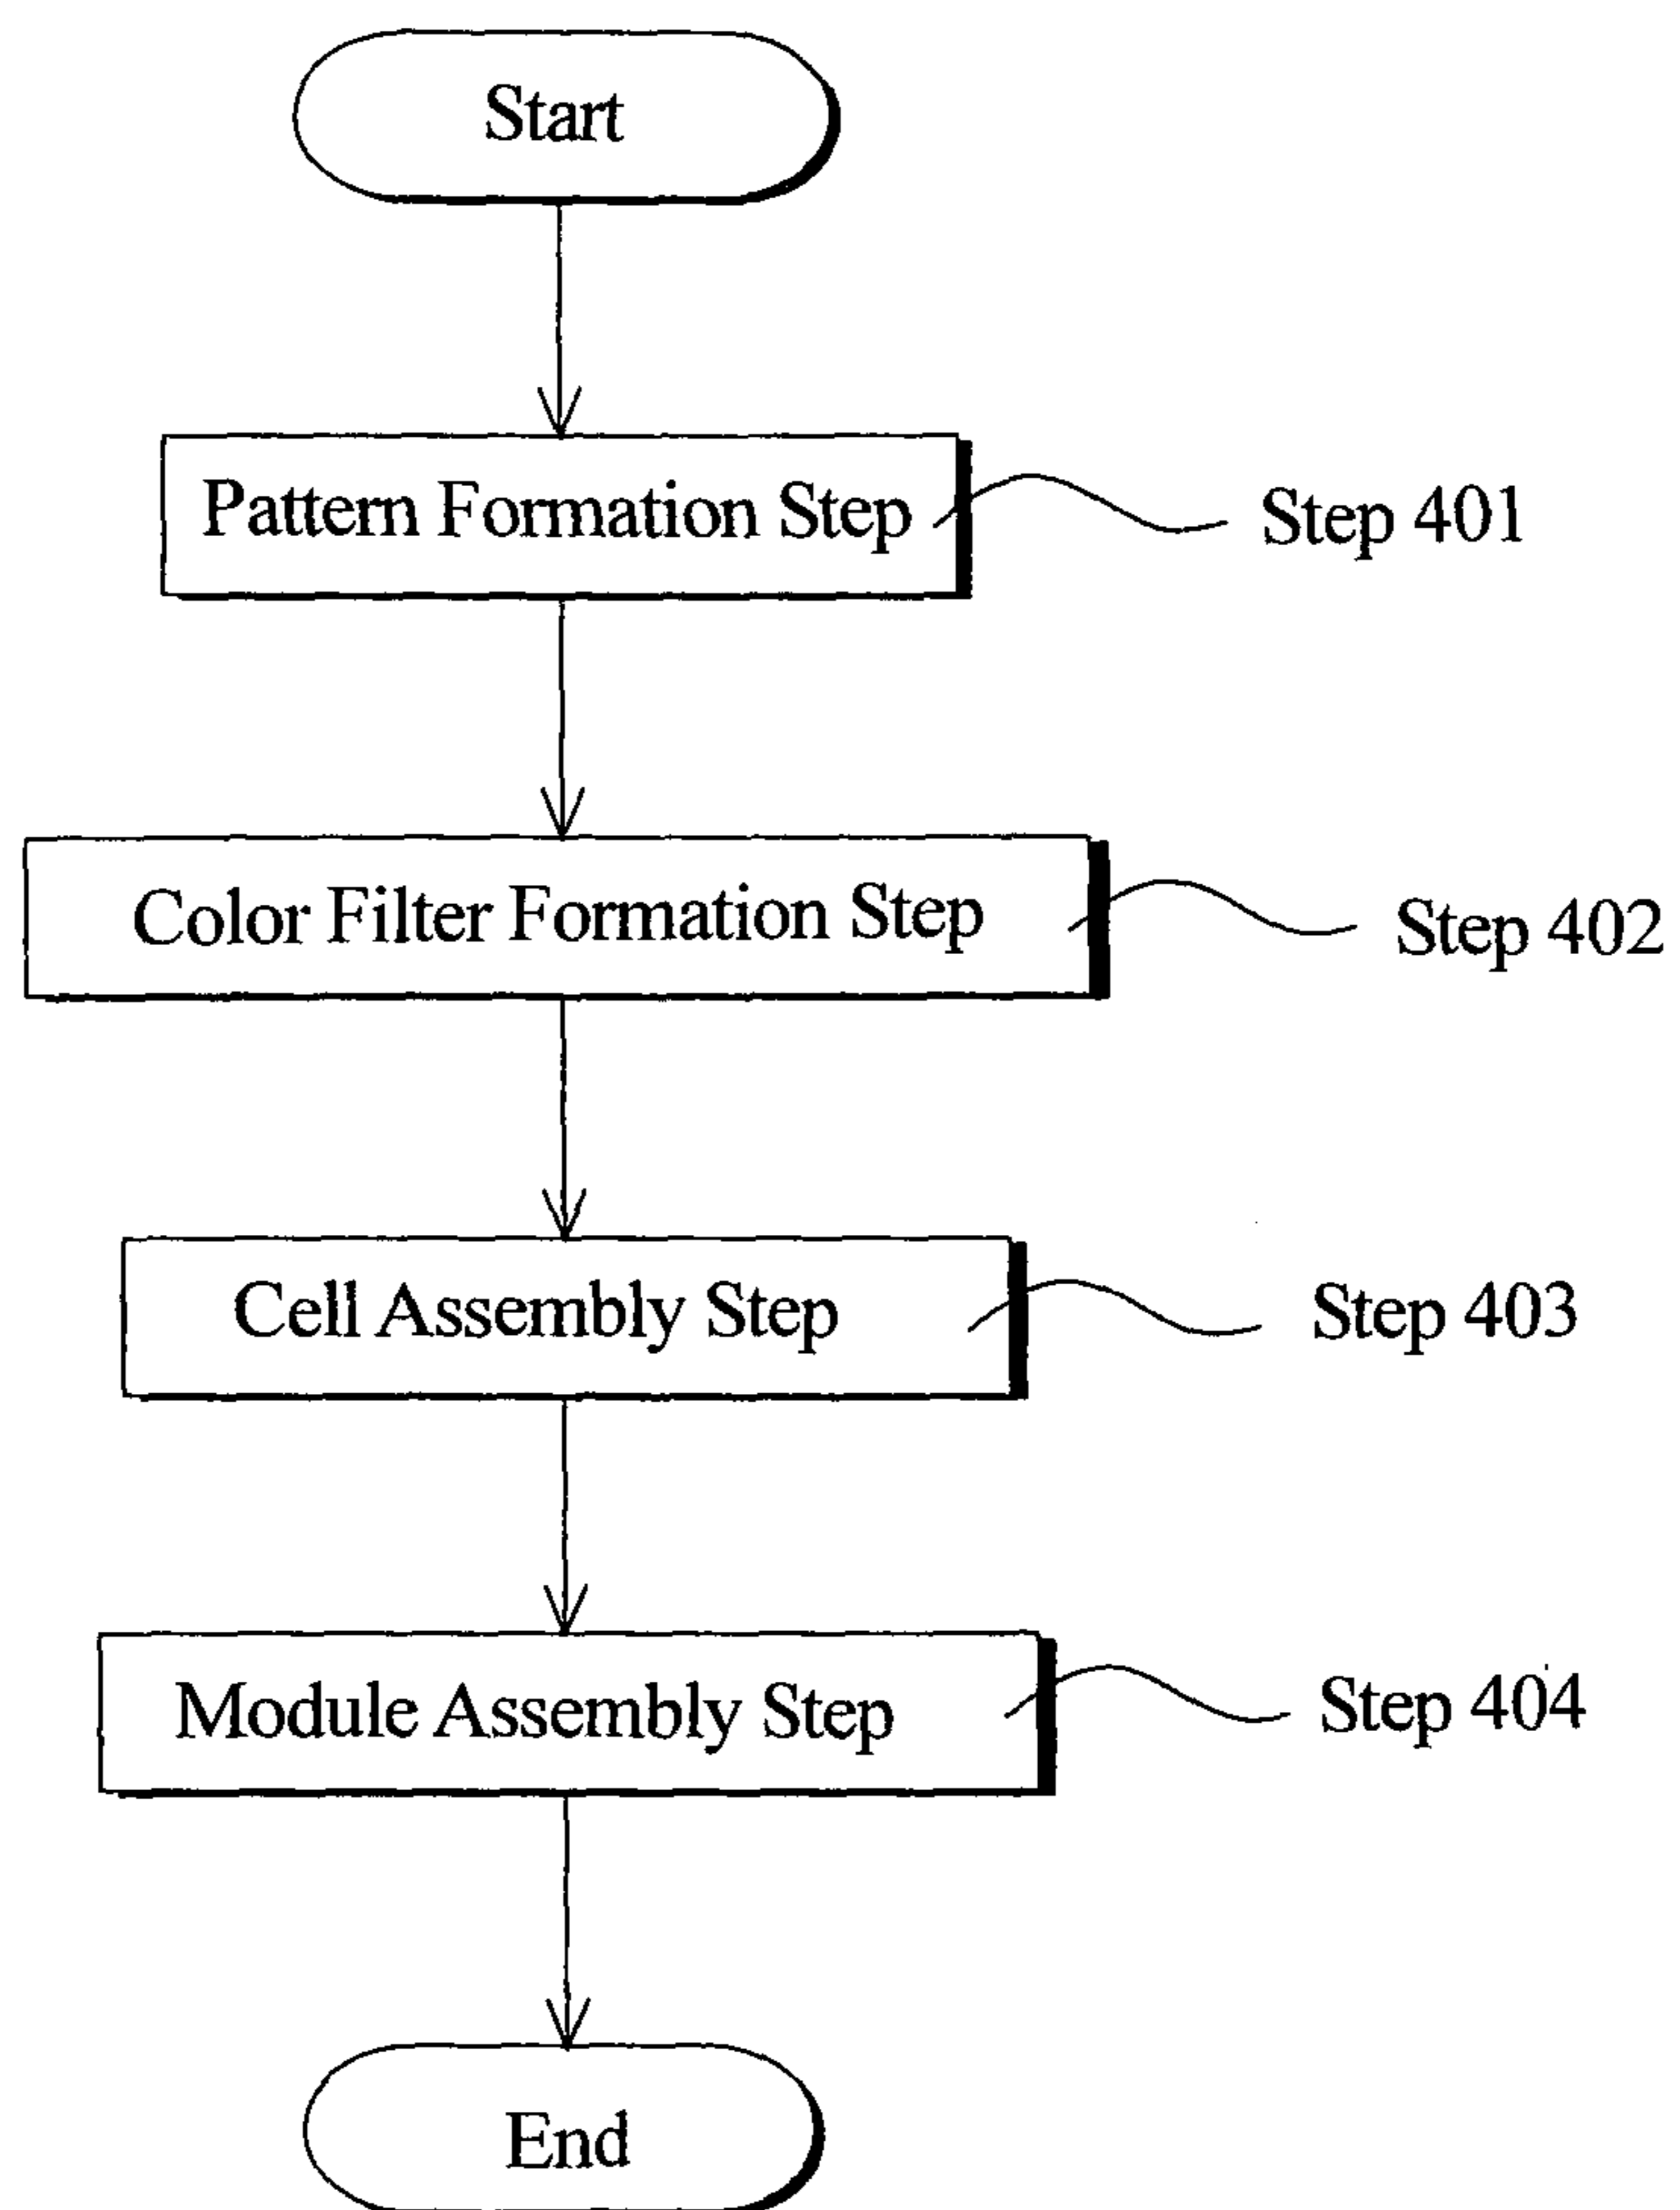 Start
Pattern Formation Step
Step 401
Color Filter Formation Step
Step 402
Cell Assembly Step
Step 403
Module Assembly Step
Step 404
End